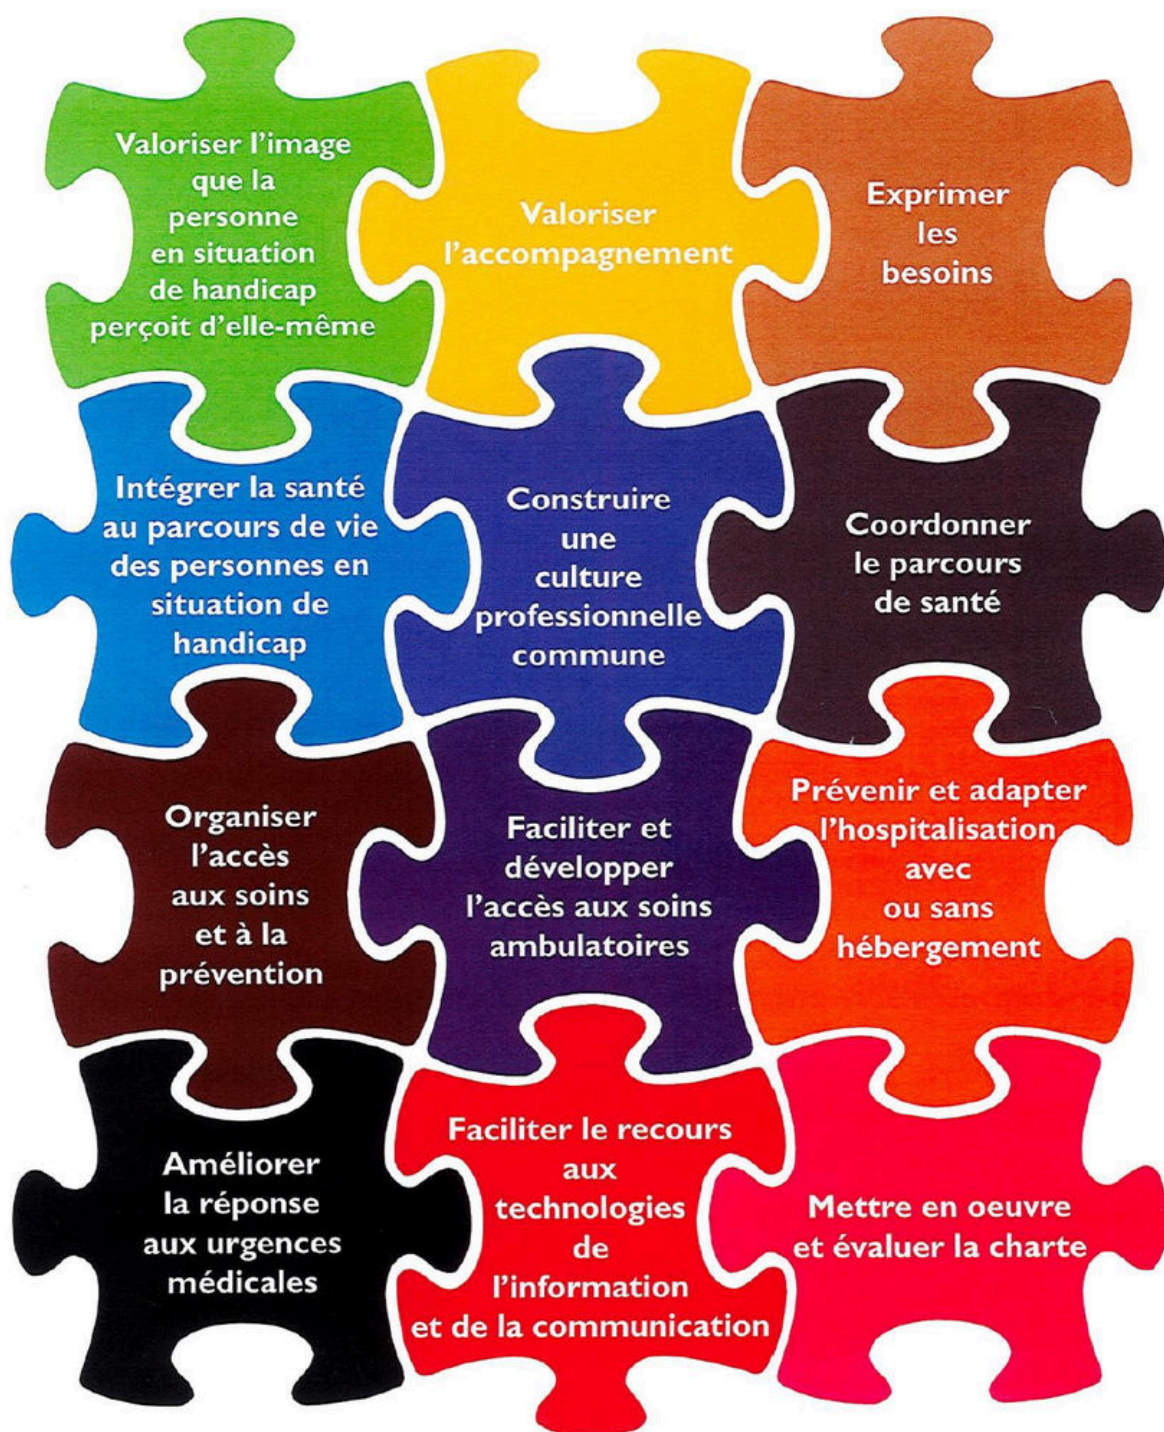 Valoriser l'image
que la
personne
en situation
de handicap
perçoit d'elle-même
Valoriser
l'accompagnement
Exprimer
les
besoins
Intégrer la santé
au parcours de vie
des personnes en
situation de
handicap
Construire
une
culture
professionnelle
commune
Coordonner
le parcours
de santé
Organiser
l'accès
aux soins
et à la
prévention
Faciliter et
développer
l'accès aux soins
ambulatoires
Prévenir et adapter
l'hospitalisation
avec
ou sans
hébergement
Améliorer
la réponse
aux urgences
médicales
Faciliter le recours
aux
technologies
de
l'information
et de la communication
Mettre en oeuvre
et évaluer la charte